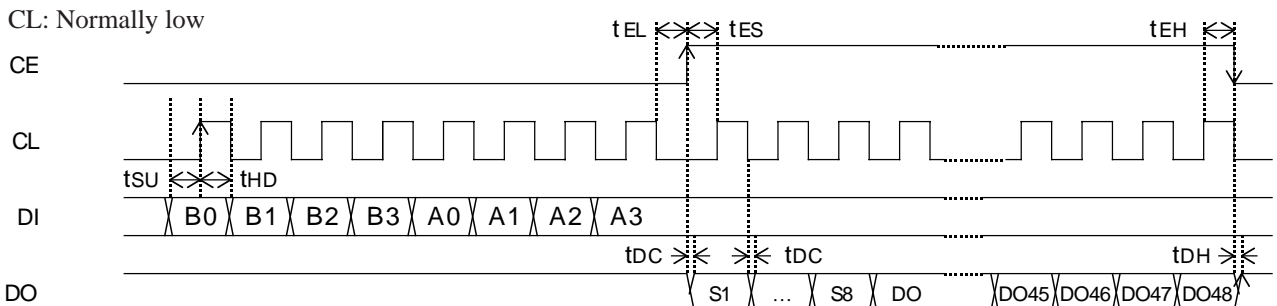 CL: Normally low
tEL tES tEH
CE
CL
tSU tHD
DI B0 B1 B2 B3 A0 A1 A2 A3
tDC tDC tDH
DO S1 ... S8 DO DO45 DO46 DO47 DO48